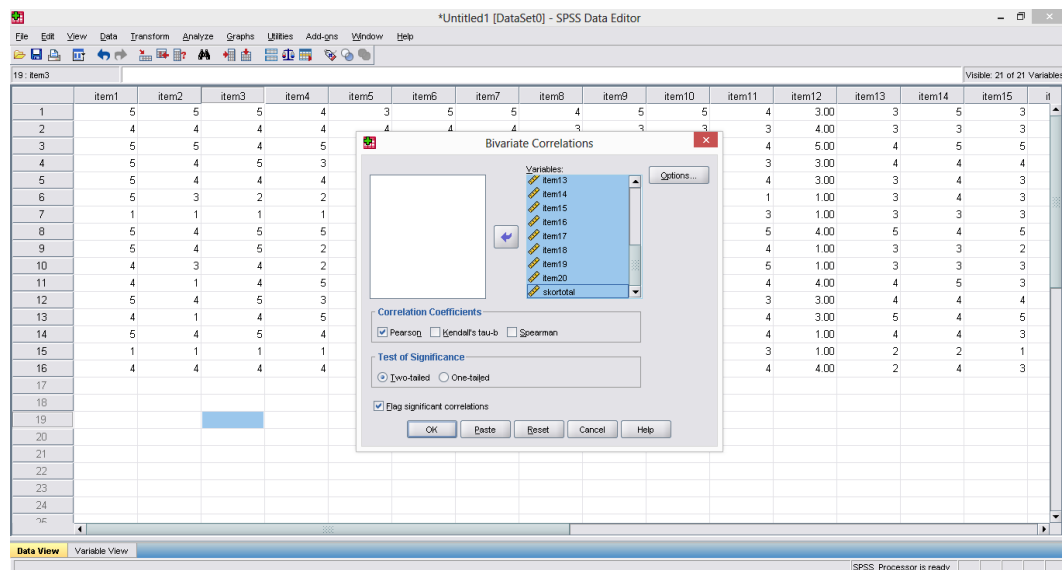 *Untitled1 [DataSet0] - SPSS Data Editor
File Edit View Data Transform Analyze Graphs Utilities Add-ons Window Help
19 : item3
Visible: 21 of 21 Variables
item1 item2 item3 item4 item5 item6 item7 item8 item9 item10 item11 item12 item13 item14 item15 it
1 5 5 5 4 3 5 5 4 5 5 4 3.00 3 5 3
2 4 4 4 4 4 4 4 3 3 3 3 4.00 3 3 3
3 5 5 4 5 4 5.00 4 5 5
4 5 4 5 3 3 3.00 4 4 4
5 5 4 4 4 4 3.00 3 4 3
6 5 3 2 2 1 1.00 3 4 3
7 1 1 1 1 3 1.00 3 3 3
8 5 4 5 5 5 4.00 5 4 5
9 5 4 5 2 4 1.00 3 3 2
10 4 3 4 2 5 1.00 3 3 3
11 4 1 4 5 4 4.00 4 5 3
12 5 4 5 3 3 3.00 4 4 4
13 4 1 4 5 4 3.00 5 4 5
14 5 4 5 4 4 1.00 4 4 3
15 1 1 1 1 3 1.00 2 2 1
16 4 4 4 4 4 4.00 2 4 3
17
18
19
20
21
22
23
24
Bivariate Correlations
Variables:
item13
item14
item15
item16
item17
item18
item19
item20
skortotal
Options...
Correlation Coefficients
Pearson Kendall's tau-b Spearman
Test of Significance
Two-tailed One-tailed
Flag significant correlations
OK Paste Reset Cancel Help
Data View Variable View
SPSS Processor is ready